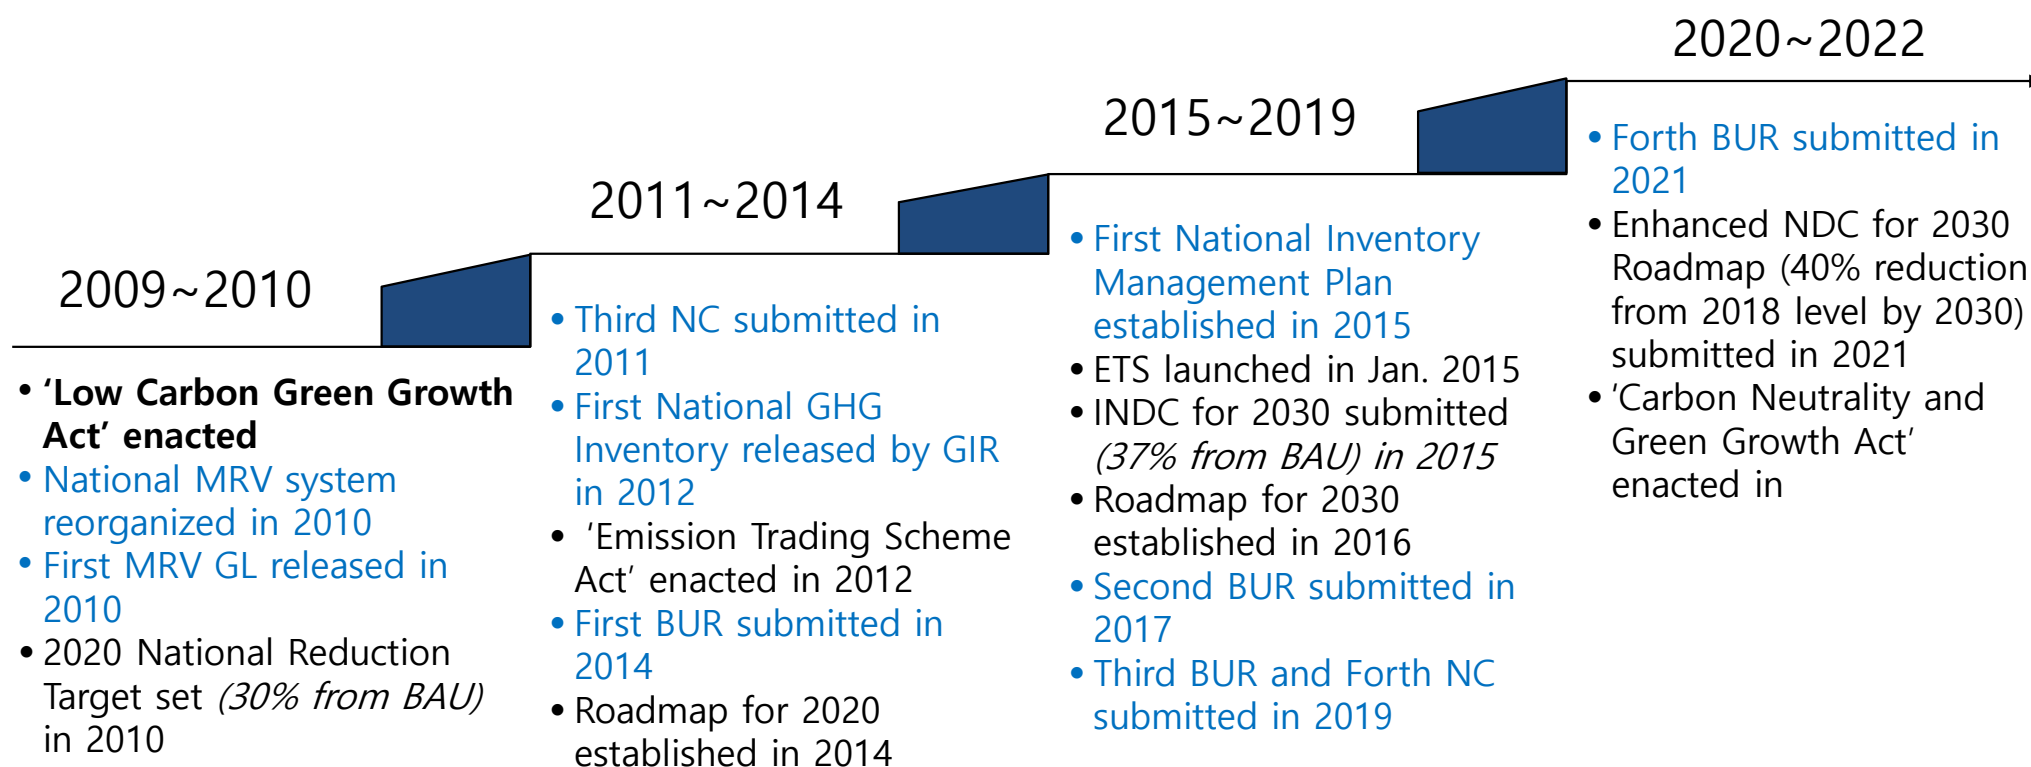 2009~2010
• ‘Low Carbon Green Growth
Act’ enacted
• National MRV system
reorganized in 2010
• First MRV GL released in
2010
• 2020 National Reduction
Target set (30% from BAU)
in 2010
2011~2014
• Third NC submitted in
2011
• First National GHG
Inventory released by GIR
in 2012
• ‘Emission Trading Scheme
Act’ enacted in 2012
• First BUR submitted in
2014
• Roadmap for 2020
established in 2014
2015~2019
• First National Inventory
Management Plan
established in 2015
• ETS launched in Jan. 2015
• INDC for 2030 submitted
(37% from BAU) in 2015
• Roadmap for 2030
established in 2016
• Second BUR submitted in
2017
• Third BUR and Forth NC
submitted in 2019
2020~2022
• Forth BUR submitted in
2021
• Enhanced NDC for 2030
Roadmap (40% reduction
from 2018 level by 2030)
submitted in 2021
• ‘Carbon Neutrality and
Green Growth Act’
enacted in